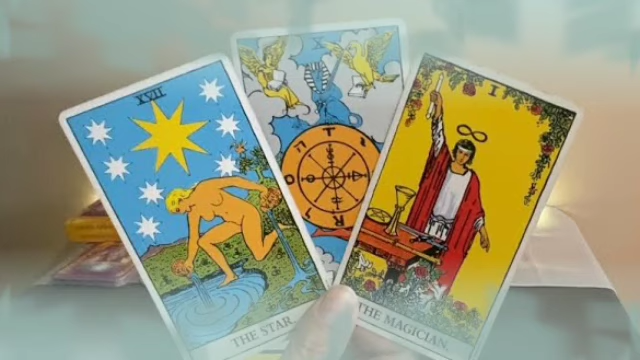 XVII
X
I
T
A
R
THE STAR.
THE MAGICIAN.